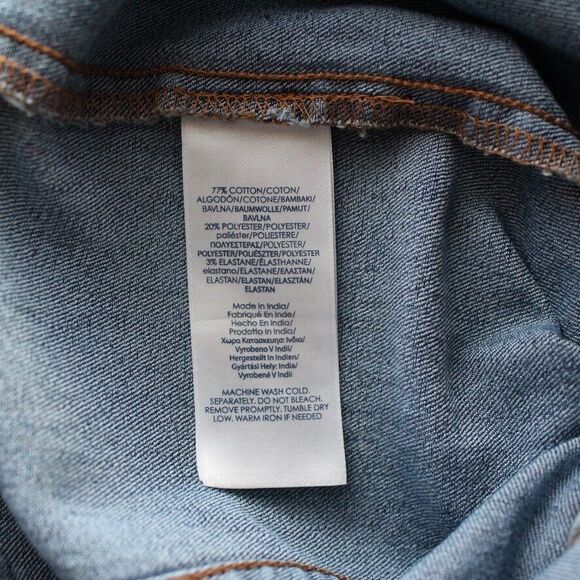 77% COTTON/COTON/
ALGODÓN/COTONE/BAMBAKI/
BAVLNA/BAUMWOLLE/PAMUT/
BAVLNA
20% POLYESTER/POLYESTER/
poliéster/POLIESTERE/
ΠΟΛΥΕΣΤΕΡΑΣ/POLYESTER/
POLYESTER/POLIÉSZTER/POLYESTER
3% ELASTANE/ÉLASTHANNE/
elastano/ELASTANE/ΕΛΑΣΤΑΝ/
ELASTAN/ELASTAN/ELASZTÁN/
ELASTAN
Made in India/
Fabriqué En Inde/
Hecho En India/
Prodotto in India/
Χωρα Κατασκευη: Ινδια/
Vyrobeno V Indii/
Hergestellt in Indien/
Gyártási Hely: India/
Vyrobené V Indii
MACHINE WASH COLD.
SEPARATELY. DO NOT BLEACH.
REMOVE PROMPTLY. TUMBLE DRY
LOW. WARM IRON IF NEEDED